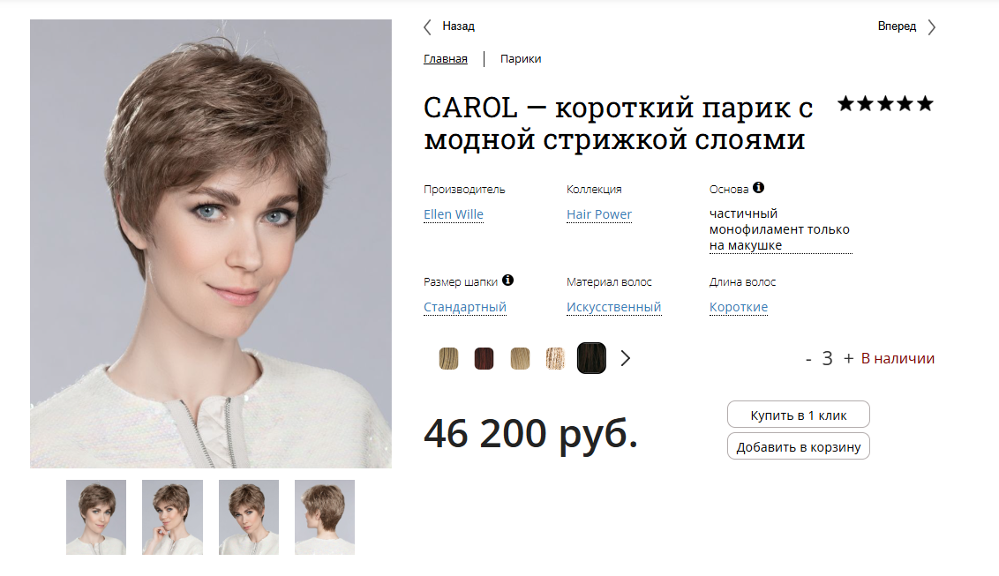 Назад
Вперед
Главная
Парики
CAROL — короткий парик с
модной стрижкой слоями
Производитель
Ellen Wille
Коллекция
Hair Power
Основа
частичный
монофиламент только
на макушке
Размер шапки
Стандартный
Материал волос
Искусственный
Длина волос
Короткие
- 3 + В наличии
46 200 руб.
Купить в 1 клик
Добавить в корзину